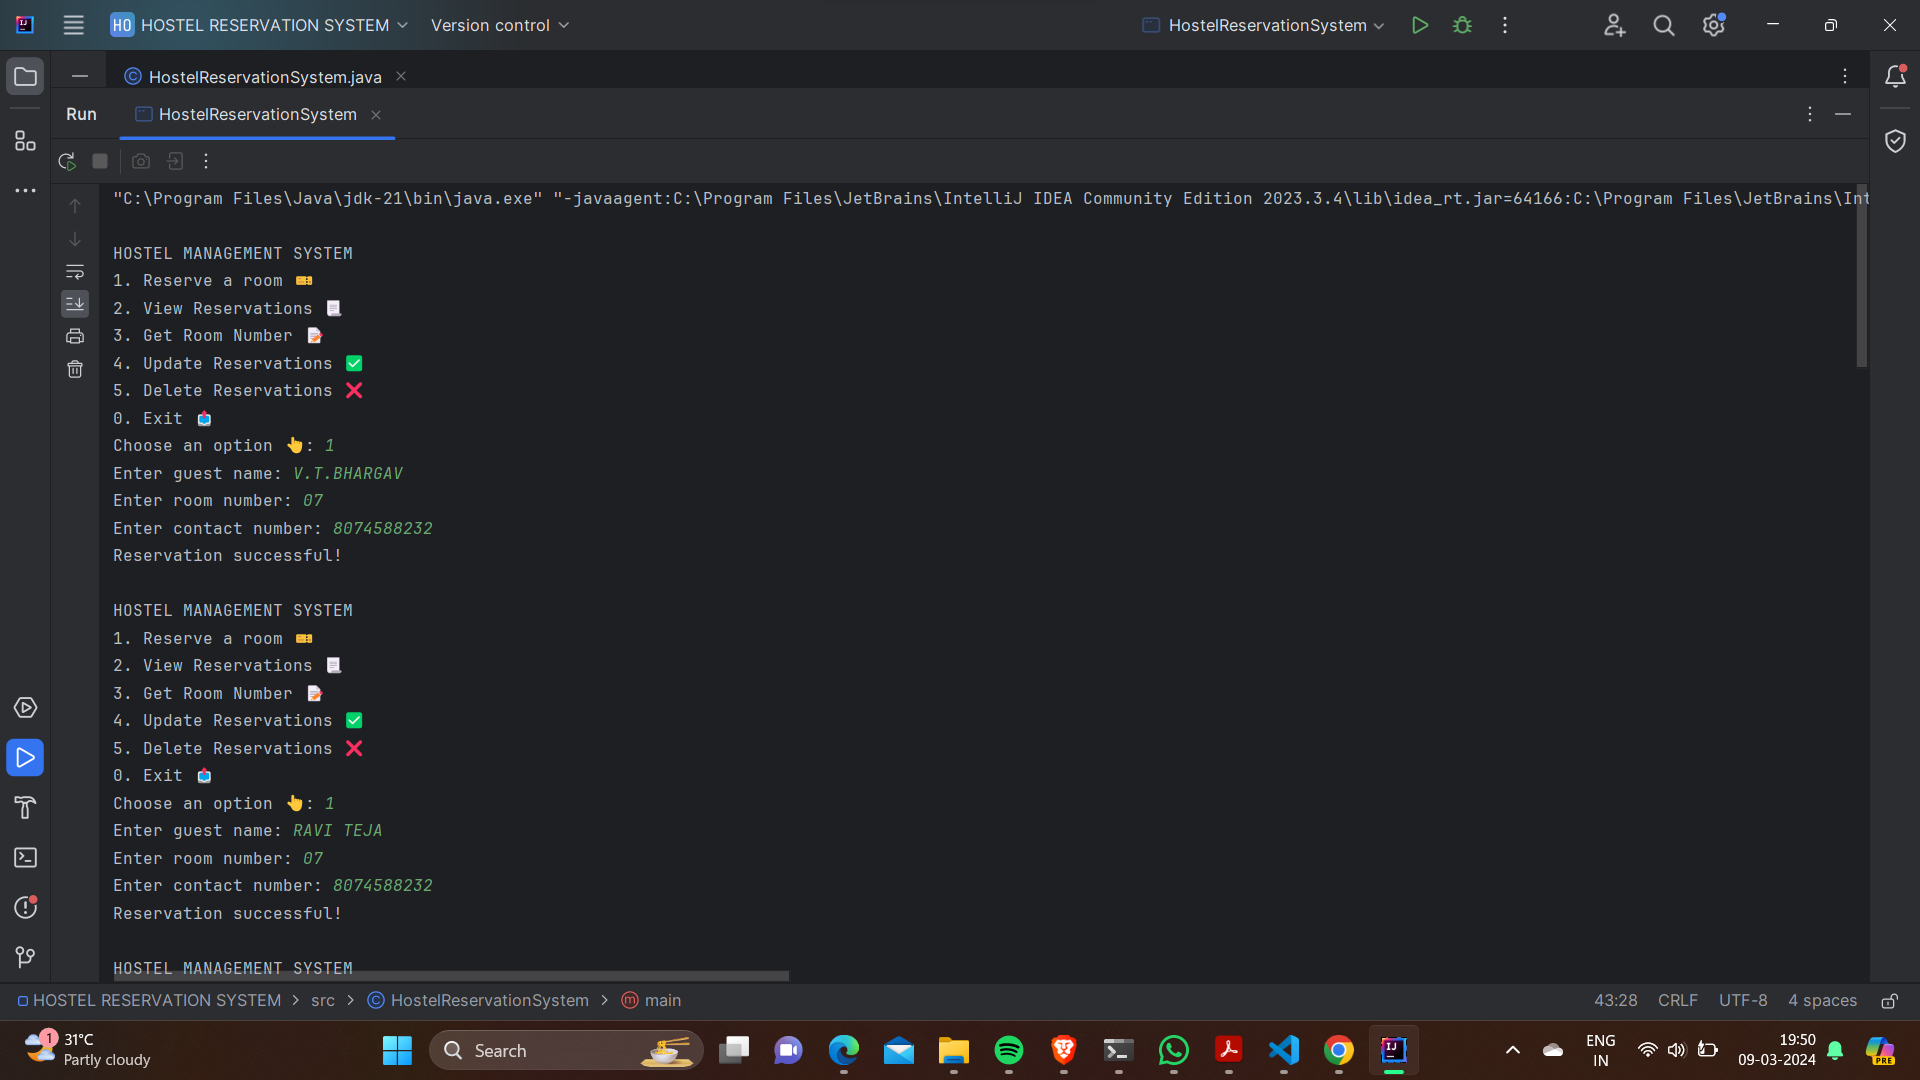 HO HOSTEL RESERVATION SYSTEM Version control HostelReservationSystem
HostelReservationSystem.java
Run HostelReservationSystem
"C:\Program Files\Java\jdk-21\bin\java.exe" "-javaagent:C:\Program Files\JetBrains\IntelliJ IDEA Community Edition 2023.3.4\lib\idea_rt.jar=64166:C:\Program Files\JetBrains\Int
HOSTEL MANAGEMENT SYSTEM
1. Reserve a room 🎫
2. View Reservations 📃
3. Get Room Number 📝
4. Update Reservations ✅
5. Delete Reservations ❌
0. Exit 📤
Choose an option 👆: 1
Enter guest name: V.T.BHARGAV
Enter room number: 07
Enter contact number: 8074588232
Reservation successful!
HOSTEL MANAGEMENT SYSTEM
1. Reserve a room 🎫
2. View Reservations 📃
3. Get Room Number 📝
4. Update Reservations ✅
5. Delete Reservations ❌
0. Exit 📤
Choose an option 👆: 1
Enter guest name: RAVI TEJA
Enter room number: 07
Enter contact number: 8074588232
Reservation successful!
HOSTEL MANAGEMENT SYSTEM
HOSTEL RESERVATION SYSTEM > src > HostelReservationSystem > main 43:28 CRLF UTF-8 4 spaces
1 31°C
Partly cloudy
Search
ENG
IN
19:50
09-03-2024
PRE